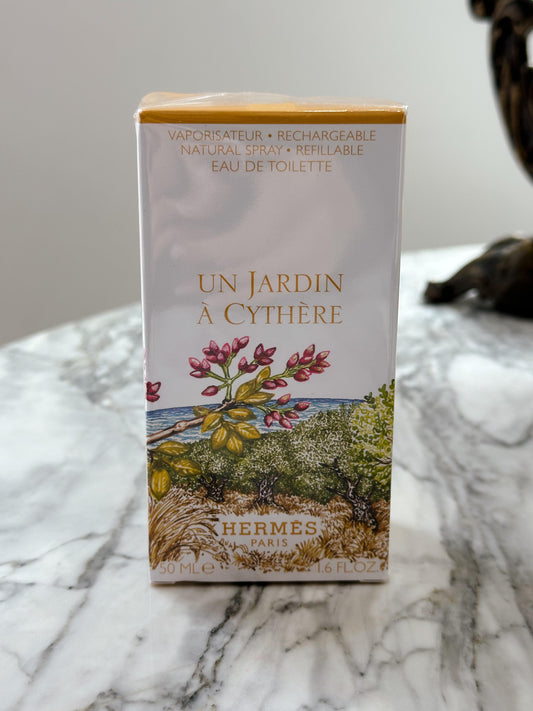 VAPORISATEUR • RECHARGEABLE
NATURAL SPRAY • REFILLABLE
EAU DE TOILETTE
UN JARDIN
À CYTHÈRE
HERMÈS
PARIS
50 ML e 1.6 FL.OZ.